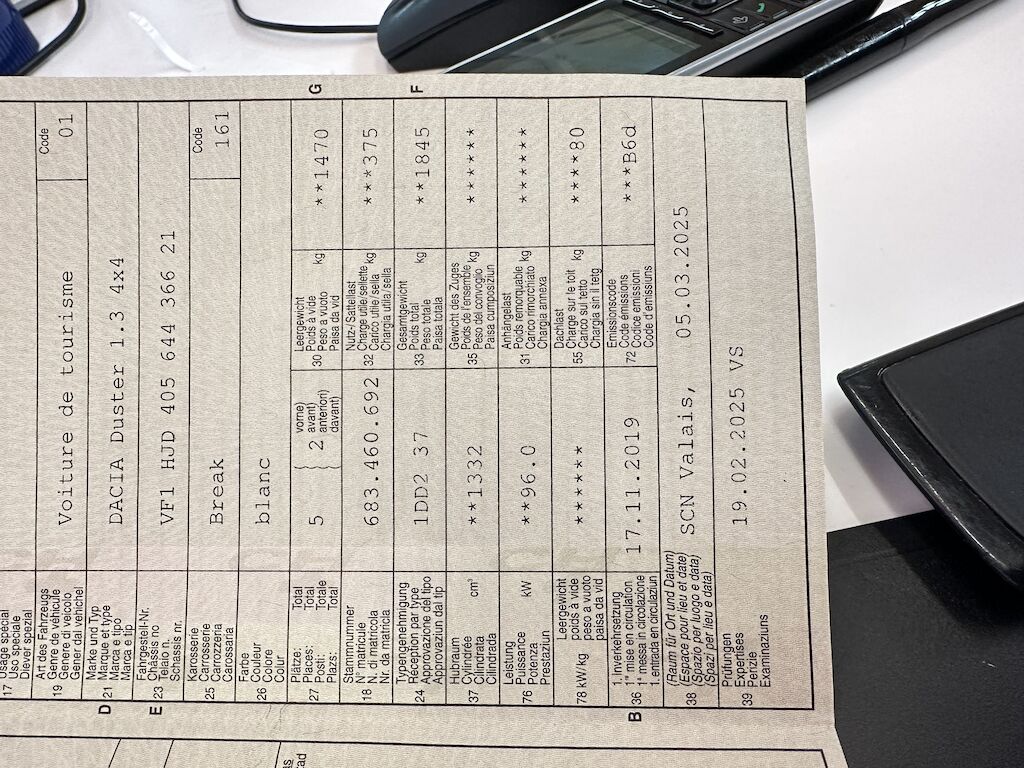 Usage spécial
17 Uso speciale
Diever spezial
Art des Fahrzeugs
19 Genre de véhicule
Genere di veicolo
Gener dal vehichel
Voiture de tourisme
Code
01
D 21 Marke und Typ
Marque et type
Marca e tipo
Marca e tip
DACIA Duster 1.3 4x4
E 23 Fahrgestell-Nr.
Châssis no
Telaio n.
Schassis nr.
VF1 HJD 405 644 366 21
Karosserie
25 Carrosserie
Carrozzeria
Carossaria
Break
Code
161
Farbe
26 Couleur
Colore
Color
blanc
Plätze: Total
27 Places: Total
Posti: Totale
Plazs: Total
5
2
vorne)
avant)
anteriori)
davant)
Leergewicht
30 Poids à vide kg
Peso a vuoto
Paisa da vid
**1470
G
Stammnummer
18 N° matricule
N. di matricola
Nr. da matricla
683.460.692
Nutz-/Sattellast
32 Charge utile/sellette kg
Carico utile/sella
Chargia utila/sella
***375
Typengenehmigung
24 Réception par type
Approvazione del tipo
Approvaziun dal tip
1DD2 37
Gesamtgewicht
33 Poids total kg
Peso totale
Paisa totala
**1845
F
Hubraum
37 Cylindrée cm³
Cilindrata
Cilindrada
**1332
Gewicht des Zuges
35 Poids de l'ensemble kg
Peso del convoglio
Paisa cumposiziun
******
Leistung
76 Puissance kW
Potenza
Prestaziun
**96.0
Anhängelast
31 Poids remorquable kg
Carico rimorchiato
Chargia annexa
******
Leergewicht
78 kW/kg poids à vide
peso a vuoto
paisa da vid
******
Dachlast
55 Charge sur le toit kg
Carico sul tetto
Chargia sin il tetg
****80
B 36 1. Inverkehrsetzung
1re mise en circulation
1a messa in circolazione
1. entrada en circulaziun
17.11.2019
Emissionscode
72 Code émissions
Codice emissioni
Code d'emissiuns
***B6d
38 (Raum für Ort und Datum)
(Espace pour lieu et date)
(Spazio per luogo e data)
(Spazi per lieu e data)
SCN Valais, 05.03.2025
Prüfungen
39 Expertises
Perizie
Examinaziuns
19.02.2025 VS